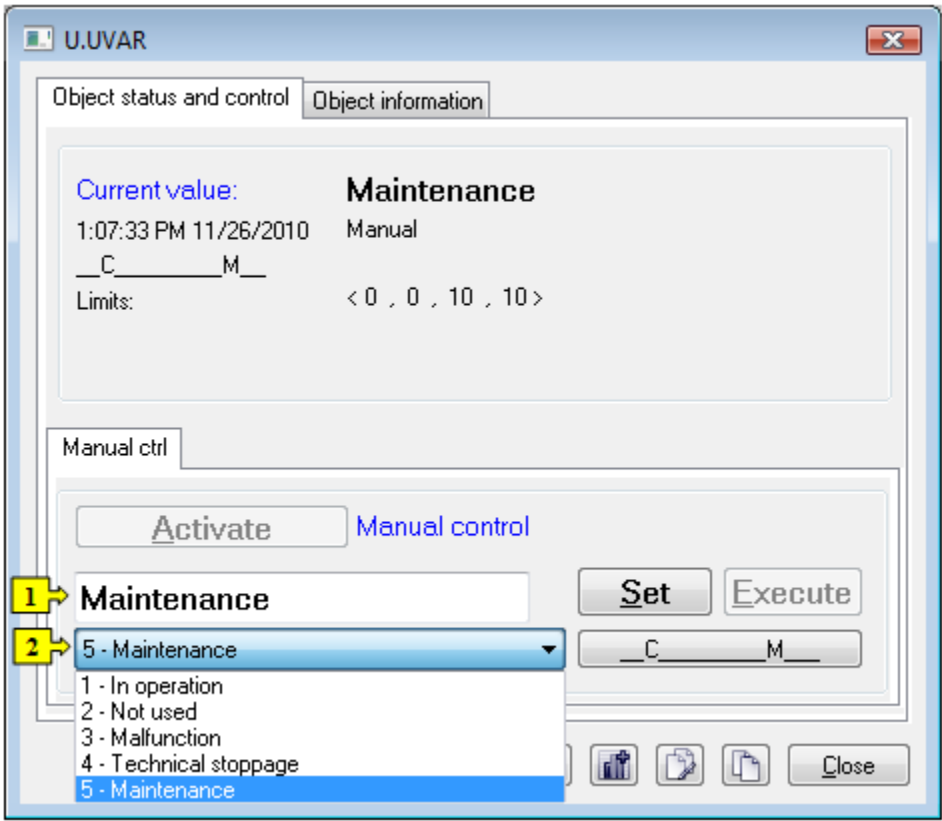 U.UVAR
Object status and control
Object information
Current value:
Maintenance
1:07:33 PM 11/26/2010
Manual
__C_________M__
Limits:
< 0 , 0 , 10 , 10 >
Manual ctrl
Activate
Manual control
1
Maintenance
Set
Execute
2
5 - Maintenance
__C_________M___
1 - In operation
2 - Not used
3 - Malfunction
4 - Technical stoppage
5 - Maintenance
Close